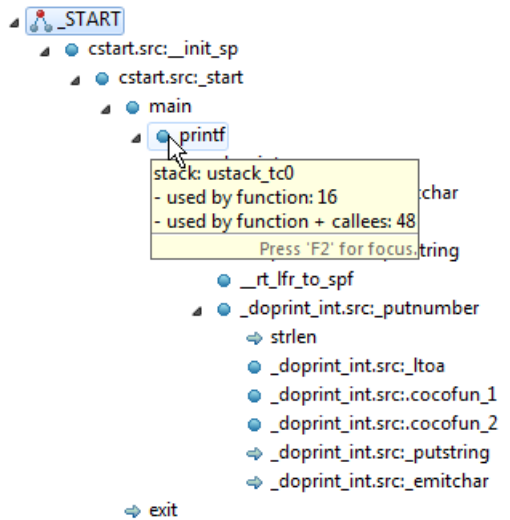 _START
cstart.src:__init_sp
cstart.src:_start
main
printf
stack: ustack_tc0
- used by function: 16
- used by function + callees: 48
Press 'F2' for focus.
tchar
tring
__rt_lfr_to_spf
_doprint_int.src:_putnumber
strlen
_doprint_int.src:_ltoa
_doprint_int.src:.cocofun_1
_doprint_int.src:.cocofun_2
_doprint_int.src:_putstring
_doprint_int.src:_emitchar
exit